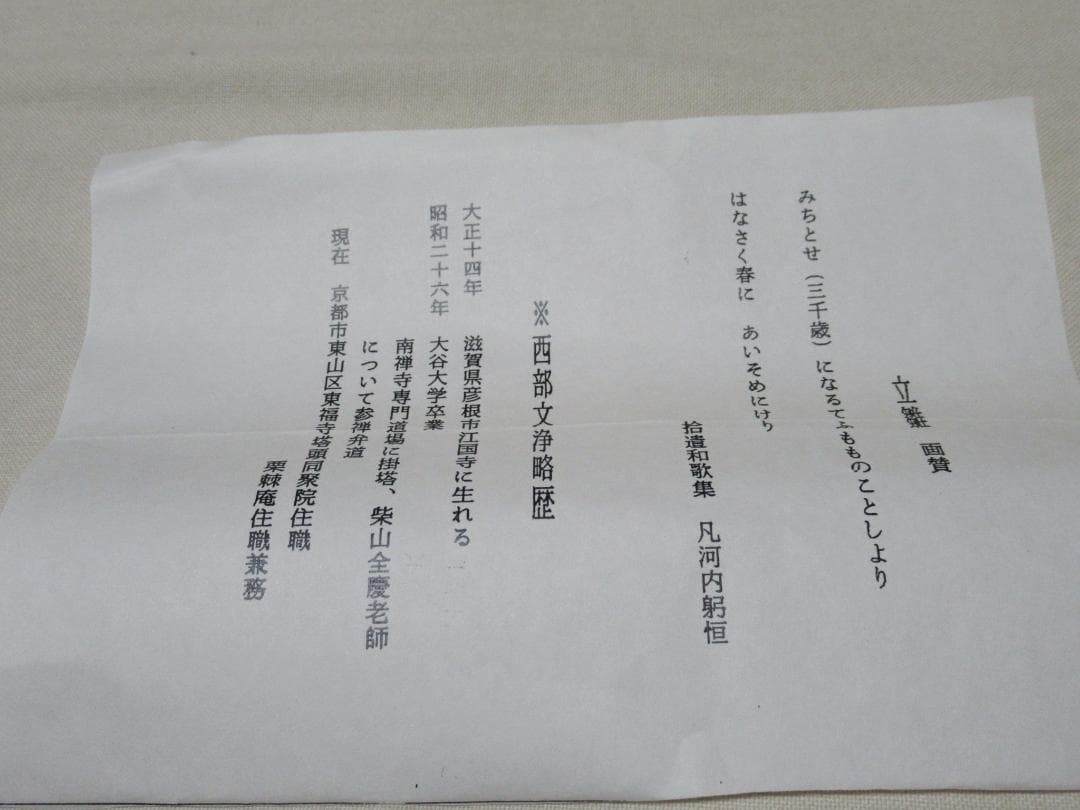 立雛　画賛
みちとせ（三千歳）になるてふもものことしより
はなさく春に　あいそめにけり
拾遺和歌集　凡河内躬恒
※西部文浄略歴
大正十四年　滋賀県彦根市江国寺に生れる
昭和二十六年　大谷大学卒業
南禅寺専門道場に掛塔、柴山全慶老師
について参禅弁道
現在　京都市東山区東福寺塔頭同聚院住職
栗棘庵住職兼務